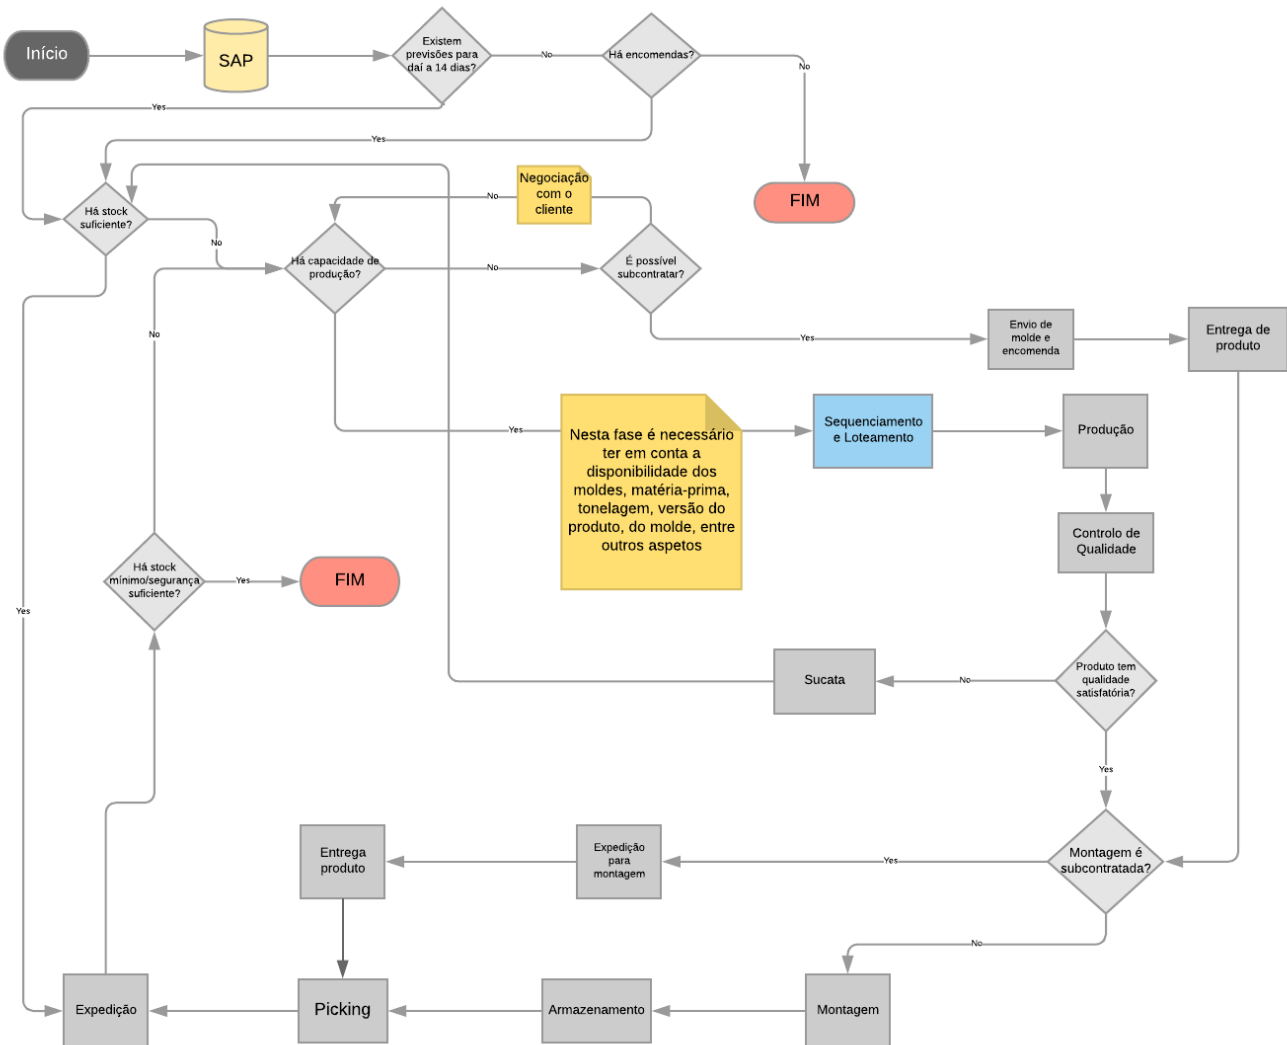 Início
SAP
Existem
previsões para
daí a 14 dias?
No
Há encomendas?
No
Yes
Yes
FIM
Há stock
suficiente?
No
Negociação
com o
cliente
No
Há capacidade de
produção?
No
É possível
subcontratar?
Yes
Envio de
molde e
encomenda
Entrega de
produto
No
Yes
Nesta fase é necessário
ter em conta a
disponibilidade dos
moldes, matéria-prima,
tonelagem, versão do
produto, do molde, entre
outros aspetos
Sequenciamento
e Loteamento
Produção
Controlo de
Qualidade
Há stock
mínimo/segurança
suficiente?
Yes
FIM
Yes
Produto tem
qualidade
satisfatória?
No
Sucata
Yes
Montagem é
subcontratada?
Yes
Expedição
para
montagem
Entrega
produto
No
Expedição
Picking
Armazenamento
Montagem